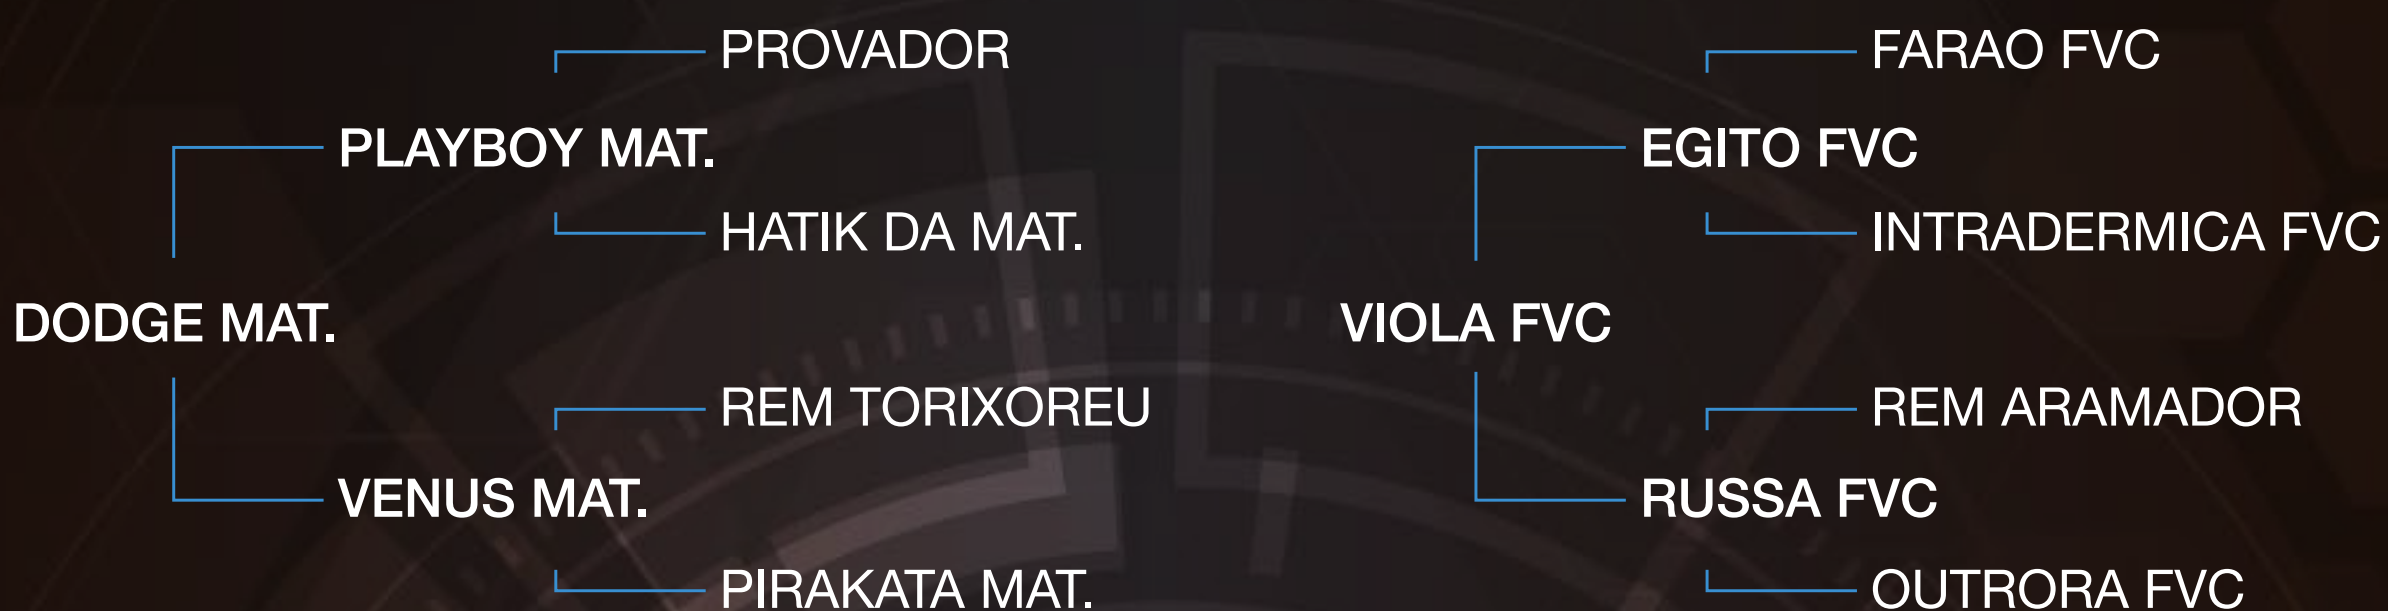 PROVADOR
PLAYBOY MAT.
HATIK DA MAT.
DODGE MAT.
REM TORIXOREU
VENUS MAT.
PIRAKATA MAT.
FARAO FVC
EGITO FVC
INTRADERMICA FVC
VIOLA FVC
REM ARAMADOR
RUSSA FVC
OUTRORA FVC